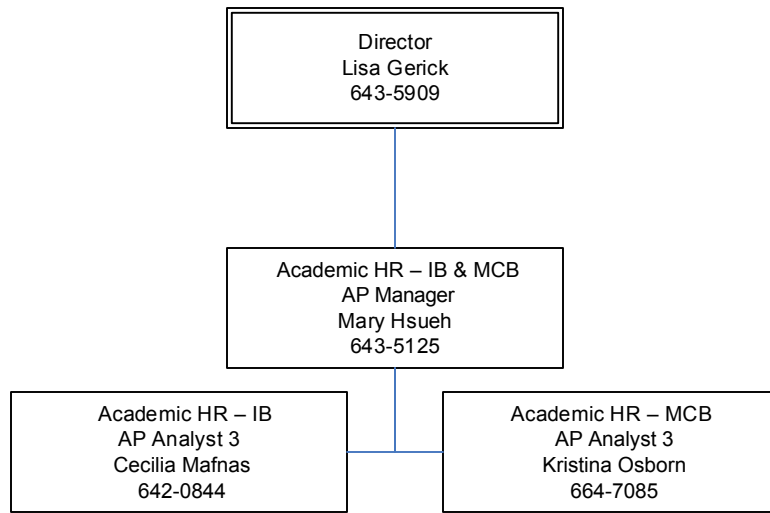 Director
Lisa Gerick
643-5909
Academic HR – IB & MCB
AP Manager
Mary Hsueh
643-5125
Academic HR – IB
AP Analyst 3
Cecilia Mafnas
642-0844
Academic HR – MCB
AP Analyst 3
Kristina Osborn
664-7085